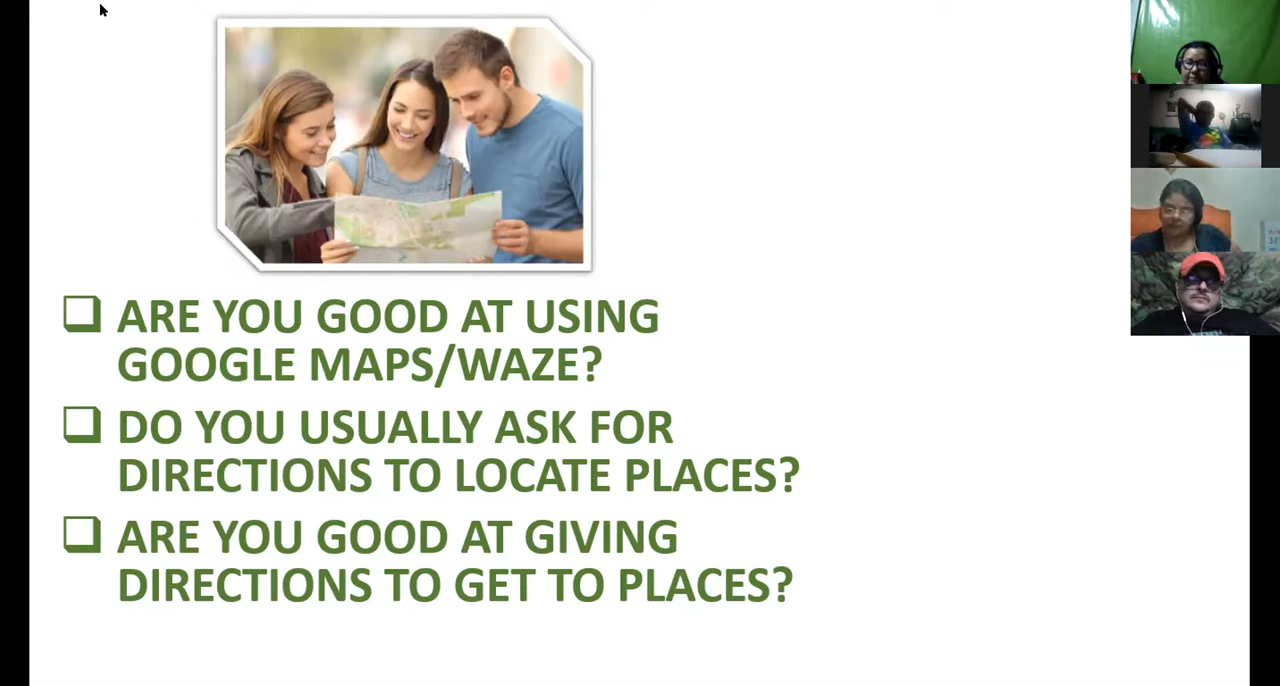 ARE YOU GOOD AT USING
GOOGLE MAPS/WAZE?
DO YOU USUALLY ASK FOR
DIRECTIONS TO LOCATE PLACES?
ARE YOU GOOD AT GIVING
DIRECTIONS TO GET TO PLACES?